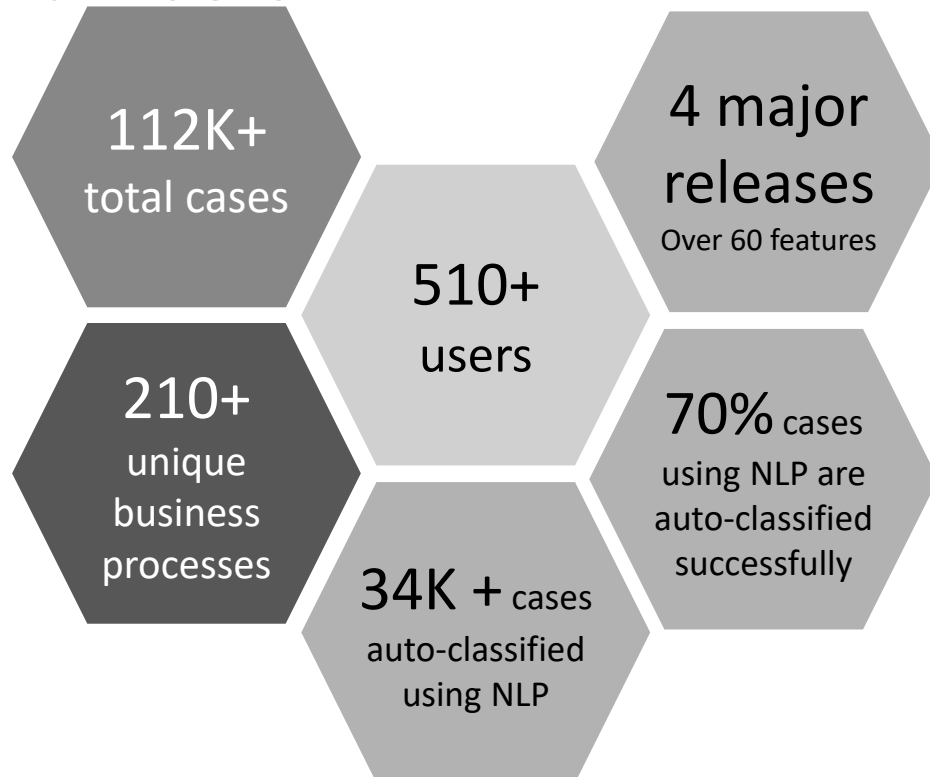 112K+
total cases
4 major
releases
Over 60 features
510+
users
210+
unique
business
processes
70% cases
using NLP are
auto-classified
successfully
34K + cases
auto-classified
using NLP